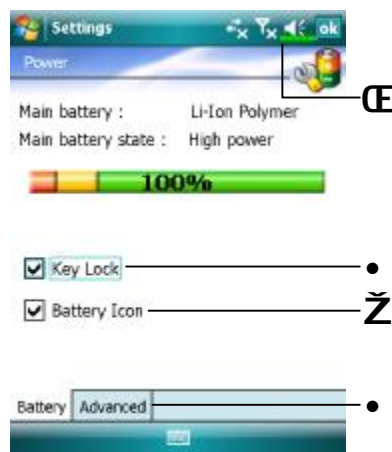 Settings ok
Power
Œ
Main battery : Li-Ion Polymer
Main battery state : High power
100%
Key Lock •
Battery Icon Ž
Battery Advanced •